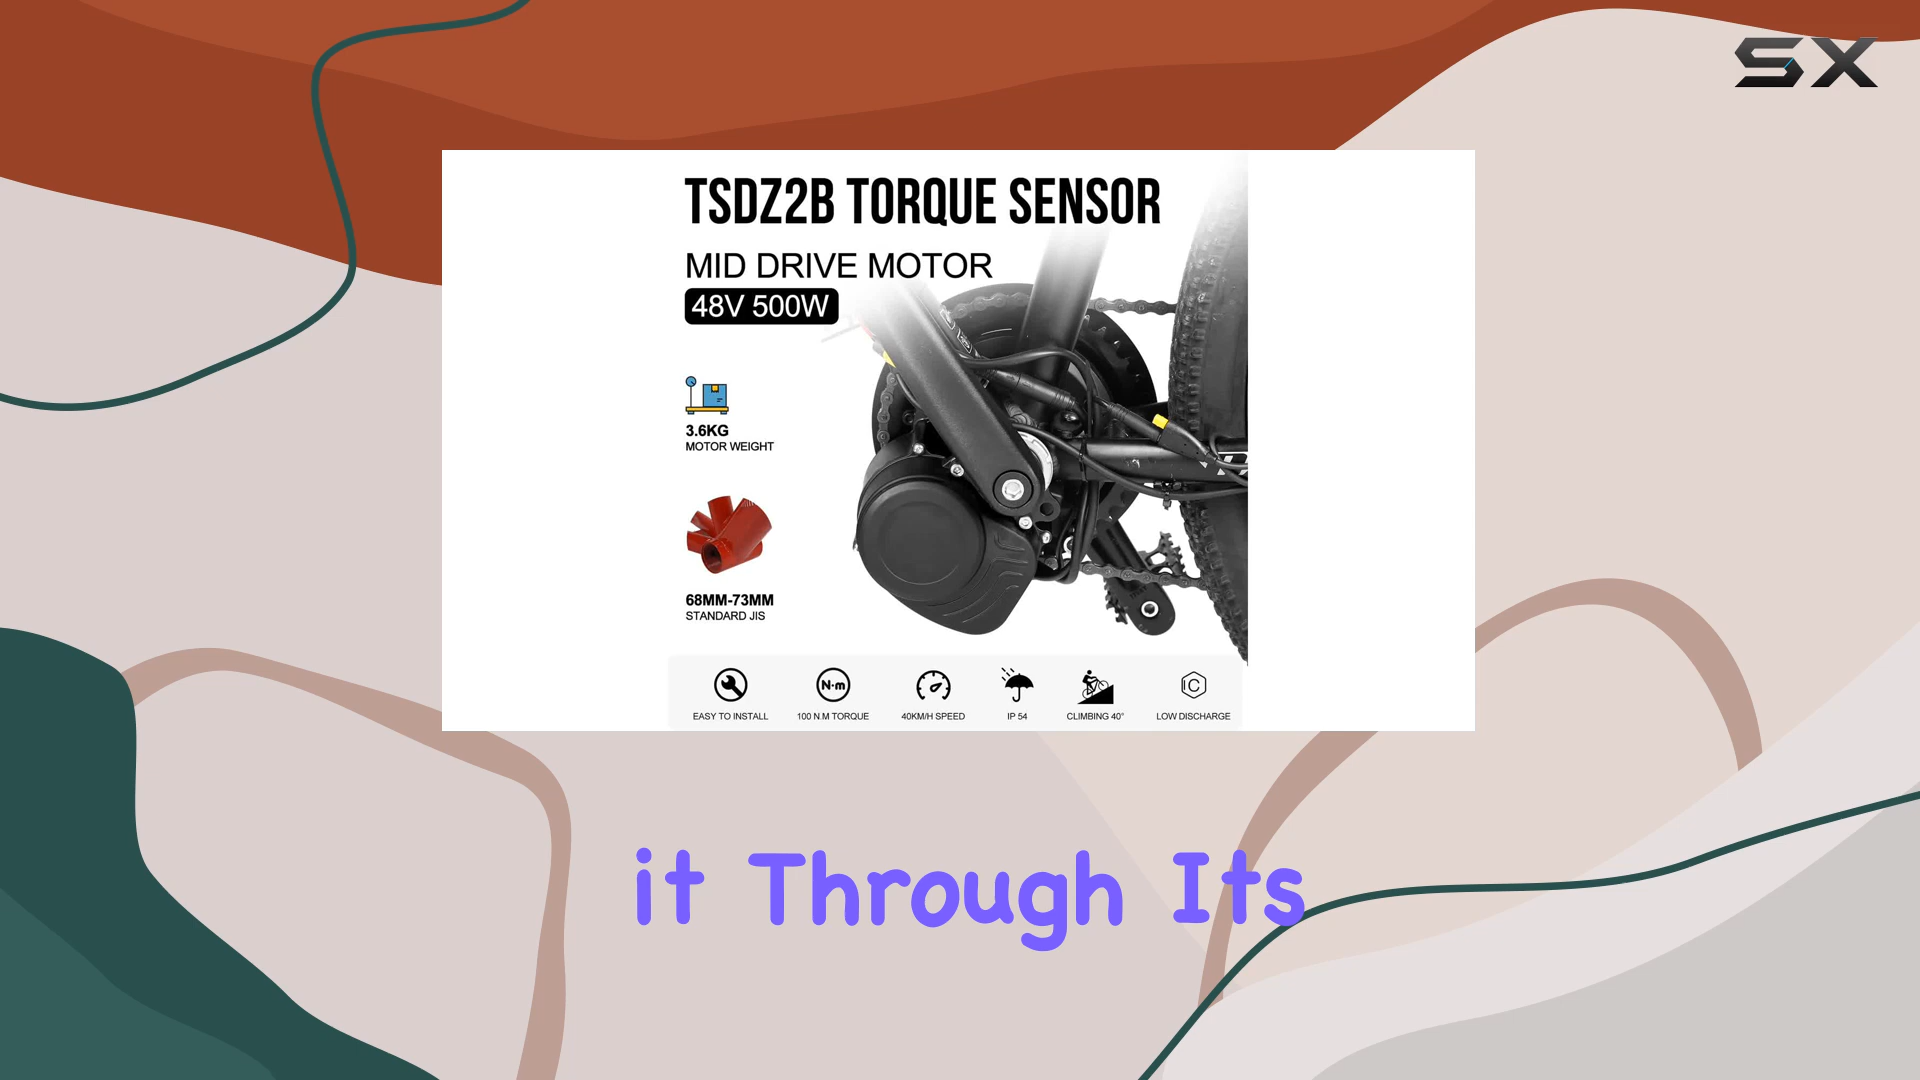 SX
TSDZ2B TORQUE SENSOR
MID DRIVE MOTOR
48V 500W
3.6KG
MOTOR WEIGHT
68MM-73MM
STANDARD JIS
N·m
C
EASY TO INSTALL
100 N.M TORQUE
40KM/H SPEED
IP 54
CLIMBING 40°
LOW DISCHARGE
it Through Its